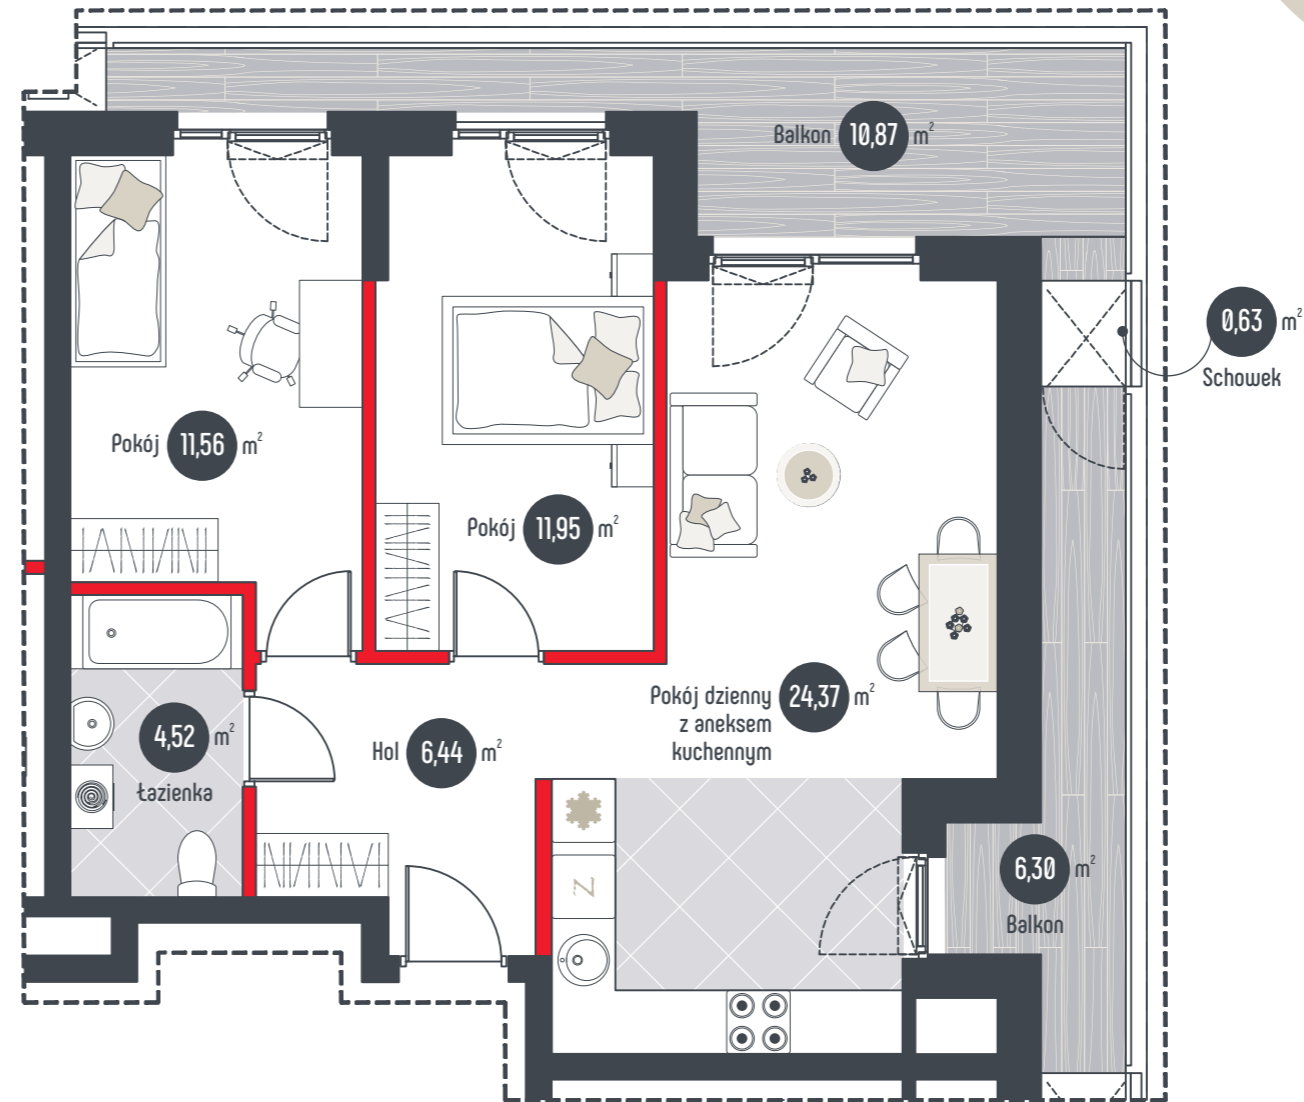 Balkon 10,87 m²
0,63 m²
Schowek
Pokój 11,56 m²
Pokój 11,95 m²
Pokój dzienny 24,37 m²
z aneksem
kuchennym
4,52 m²
Łazienka
Hol 6,44 m²
Z
6,30 m²
Balkon